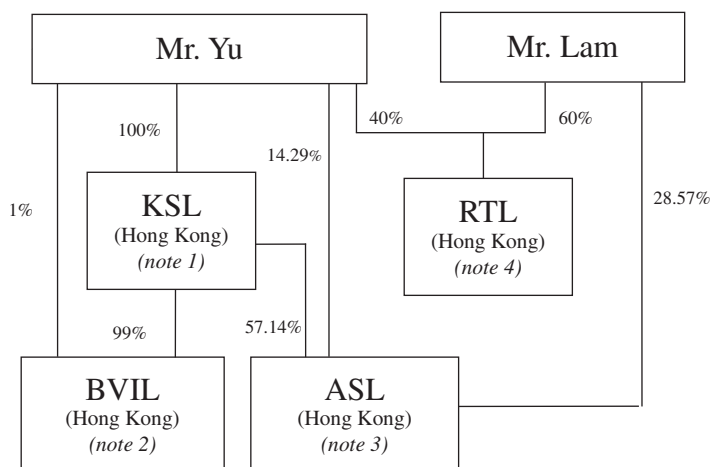 Mr. Yu
Mr. Lam
100%
14.29%
40%
60%
1%
28.57%
KSL
(Hong Kong)
(note 1)
RTL
(Hong Kong)
(note 4)
99%
57.14%
BVIL
(Hong Kong)
(note 2)
ASL
(Hong Kong)
(note 3)